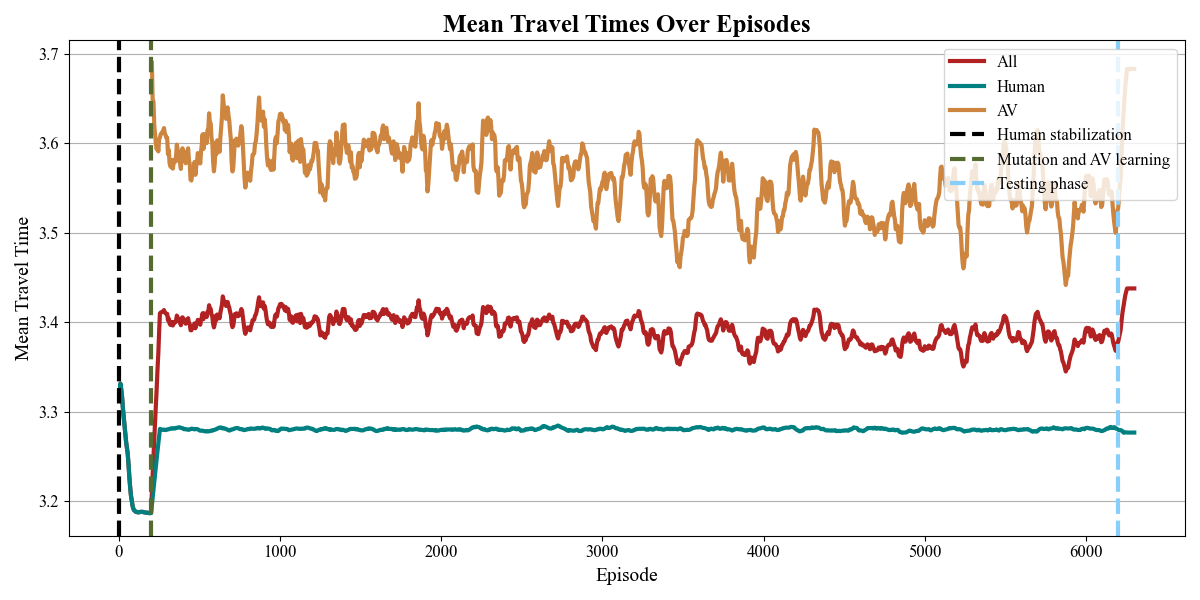 Mean Travel Times Over Episodes
Mean Travel Time
3.7
3.6
3.5
3.4
3.3
3.2
All
Human
AV
Human stabilization
Mutation and AV learning
Testing phase
0
1000
2000
3000
4000
5000
6000
Episode